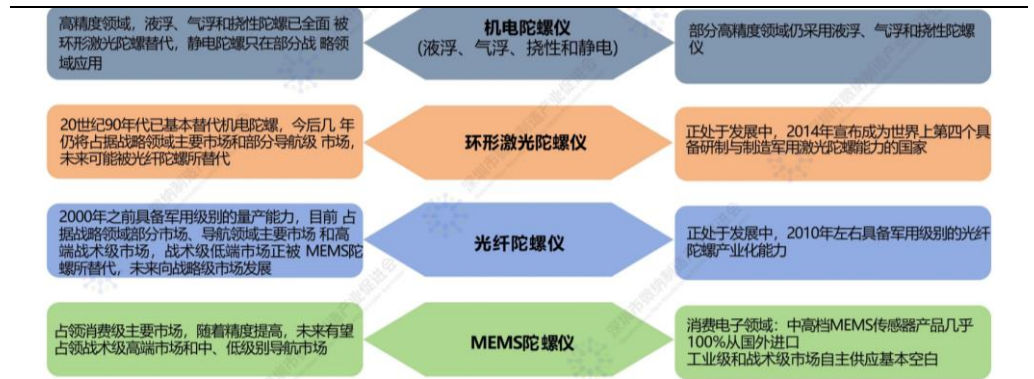 高精度领域，液浮、气浮和挠性陀螺已全面 被
环形激光陀螺替代，静电陀螺只在部分战 略领
域应用
机电陀螺仪
(液浮、气浮、挠性和静电)
部分高精度领域仍采用液浮、气浮和挠性陀螺
仪
20世纪90年代已基本替代机电陀螺，今后几 年
仍将占据战略领域主要市场和部分导航级 市场，
未来可能被光纤陀螺所替代
环形激光陀螺仪
正处于发展中，2014年宣布成为世界上第四个具
备研制与制造军用激光陀螺能力的国家
2000年之前具备军用级别的量产能力，目前 占
据战略领域部分市场、导航领域主要市场 和高
端战术级市场，战术级低端市场正被 MEMS陀
螺所替代，未来向战略级市场发展
光纤陀螺仪
正处于发展中，2010年左右具备军用级别的光纤
陀螺产业化能力
占领消费级主要市场，随着精度提高，未来有望
占领战术级高端市场和中、低级别导航市场
MEMS陀螺仪
消费电子领域：中高档MEMS传感器产品几乎
100%从国外进口
工业级和战术级市场自主供应基本空白